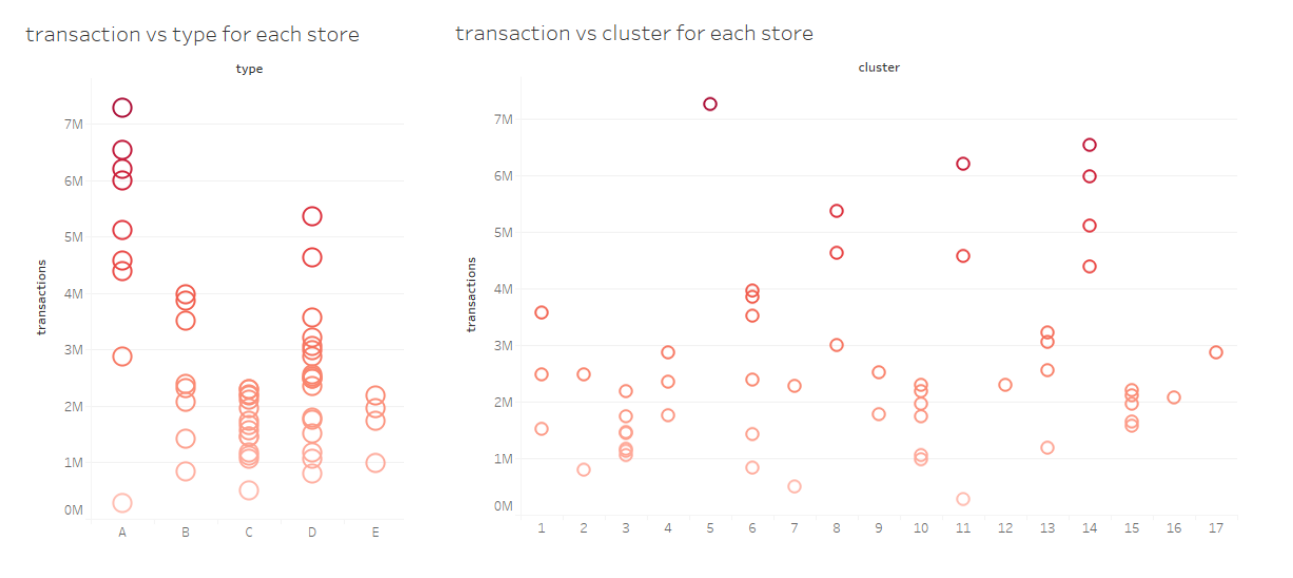 transaction vs type for each store
type
transactions
7M
6M
5M
4M
3M
2M
1M
0M
A B C D E
transaction vs cluster for each store
cluster
transactions
7M
6M
5M
4M
3M
2M
1M
0M
1 2 3 4 5 6 7 8 9 10 11 12 13 14 15 16 17